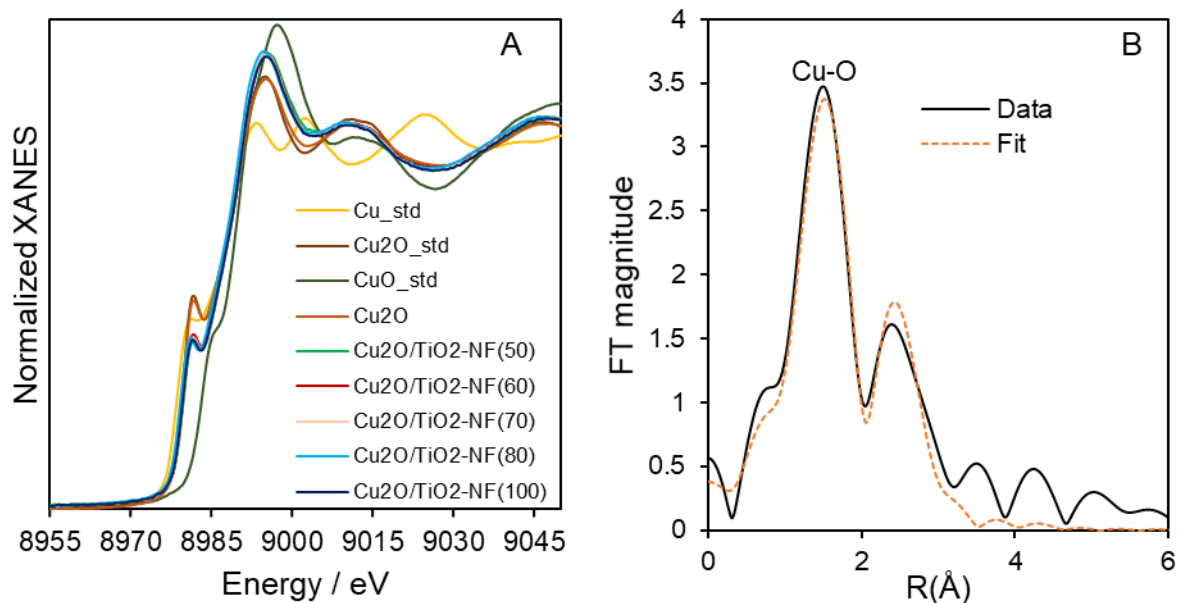 A
Normalized XANES
Cu_std
Cu2O_std
CuO_std
Cu2O
Cu2O/TiO2-NF(50)
Cu2O/TiO2-NF(60)
Cu2O/TiO2-NF(70)
Cu2O/TiO2-NF(80)
Cu2O/TiO2-NF(100)
8955 8970 8985 9000 9015 9030 9045
Energy / eV
B
Cu-O
Data
Fit
FT magnitude
4
3.5
3
2.5
2
1.5
1
0.5
0
0 2 4 6
R(Å)